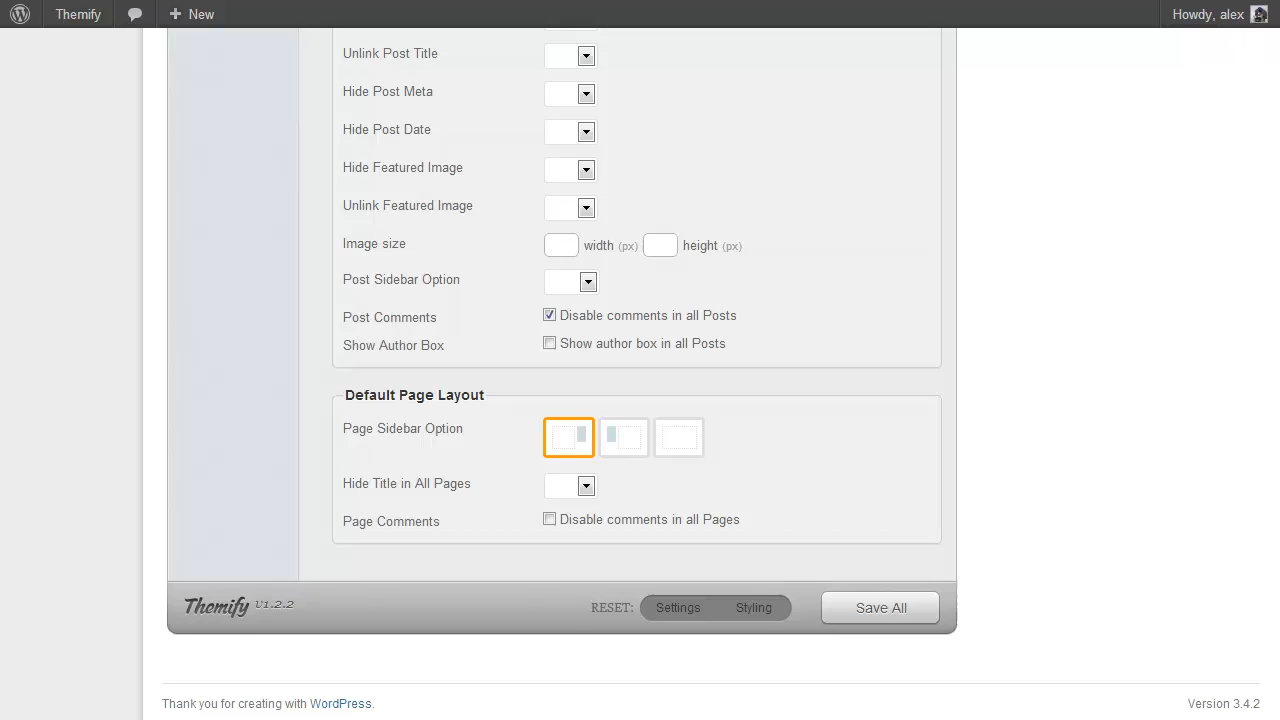 Themify New Howdy, alex
Unlink Post Title
Hide Post Meta
Hide Post Date
Hide Featured Image
Unlink Featured Image
Image size width (px) height (px)
Post Sidebar Option
Post Comments Disable comments in all Posts
Show Author Box Show author box in all Posts
Default Page Layout
Page Sidebar Option
Hide Title in All Pages
Page Comments Disable comments in all Pages
Themify V1.2.2 RESET: Settings Styling Save All
Thank you for creating with WordPress. Version 3.4.2